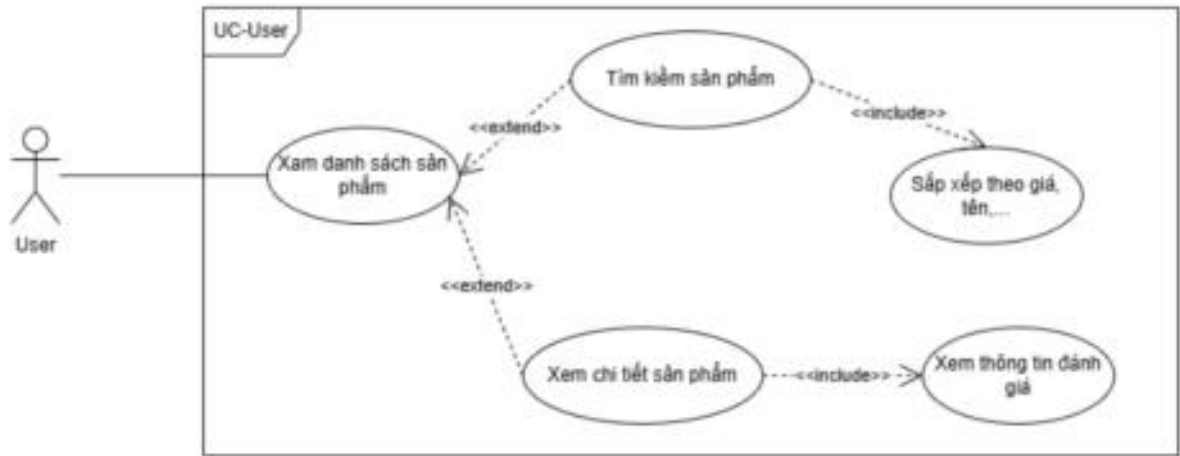 UC-User
Tìm kiếm sản phẩm
<<extend>>
<<include>>
Xam danh sách sản
phẩm
Sắp xếp theo giá,
tên,...
User
<<extend>>
Xem chi tiết sản phẩm
<<include>>
Xem thông tin đánh
giá